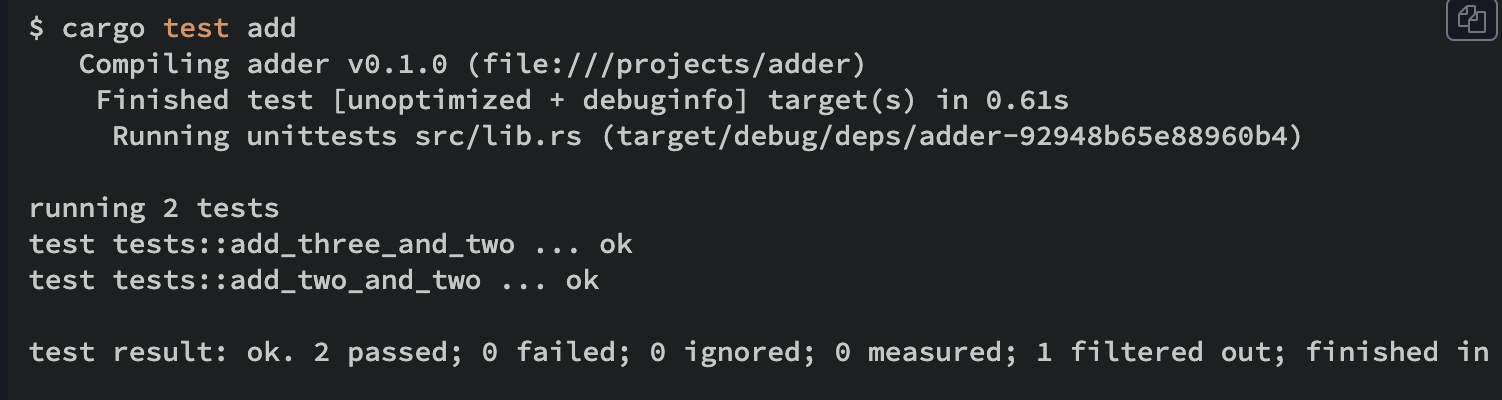 $ cargo test add
   Compiling adder v0.1.0 (file:///projects/adder)
    Finished test [unoptimized + debuginfo] target(s) in 0.61s
     Running unittests src/lib.rs (target/debug/deps/adder-92948b65e88960b4)

running 2 tests
test tests::add_three_and_two ... ok
test tests::add_two_and_two ... ok

test result: ok. 2 passed; 0 failed; 0 ignored; 0 measured; 1 filtered out; finished in